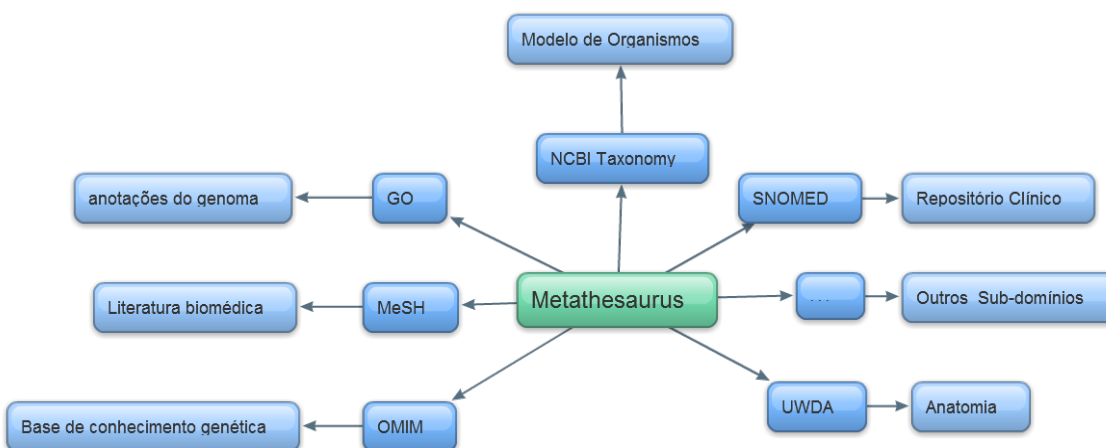 Modelo de Organismos
NCBI Taxonomy
anotações do genoma
GO
SNOMED
Repositório Clínico
Literatura biomédica
MeSH
Metathesaurus
...
Outros Sub-domínios
Base de conhecimento genética
OMIM
UWDA
Anatomia